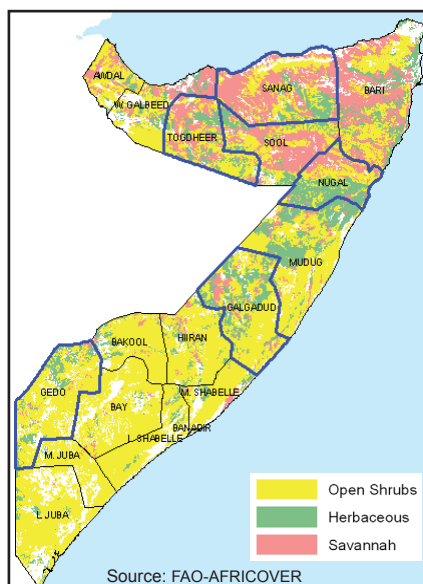 AWDAL
W. GALBEED
TOGDHEER
SANAG
BARI
SOOL
NUGAL
MUDUG
GALGADUD
HIIRAN
BAKOOL
GEDO
BAY
M. SHABELLE
BANADIR
L SHABELLE
M. JUBA
L JUBA
Open Shrubs
Herbaceous
Savannah
Source: FAO-AFRICOVER